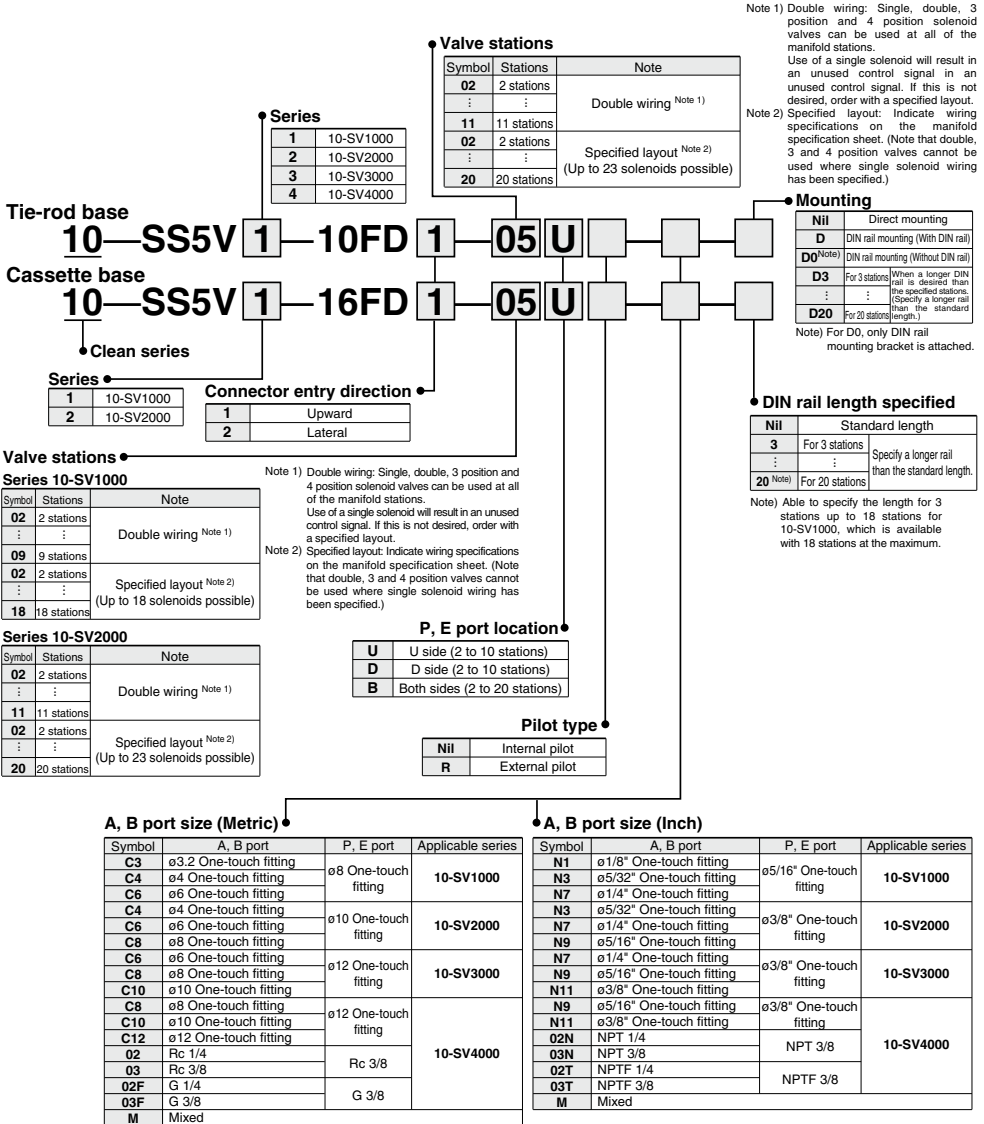 Note 1) Double wiring: Single, double, 3
position and 4 position solenoid
valves can be used at all of the
manifold stations.
Use of a single solenoid will result in
an unused control signal in an
unused control signal. If this is not
desired, order with a specified layout.
Note 2) Specified layout: Indicate wiring
specifications on the manifold
specification sheet. (Note that double,
3 and 4 position valves cannot be
used where single solenoid wiring
has been specified.)
Valve stations
Symbol Stations Note
02 2 stations
⋮ ⋮ Double wiring Note 1)
11 11 stations
02 2 stations
⋮ ⋮ Specified layout Note 2)
(Up to 23 solenoids possible)
20 20 stations
Series
1 10-SV1000
2 10-SV2000
3 10-SV3000
4 10-SV4000
Tie-rod base
10—SS5V 1—10FD 1—05 U
Cassette base
10—SS5V 1—16FD 1—05 U
Mounting
Nil Direct mounting
D DIN rail mounting (With DIN rail)
D0 Note) DIN rail mounting (Without DIN rail)
D3 For 3 stations
⋮ ⋮
D20 For 20 stations
When a longer DIN
rail is desired than
the specified stations.
(Specify a longer rail
than the standard
length.)
Note) For D0, only DIN rail
mounting bracket is attached.
Clean series
Series
1 10-SV1000
2 10-SV2000
Connector entry direction
1 Upward
2 Lateral
DIN rail length specified
Nil Standard length
3 For 3 stations
⋮ ⋮
20 Note) For 20 stations
Specify a longer rail
than the standard length.
Note) Able to specify the length for 3
stations up to 18 stations for
10-SV1000, which is available
with 18 stations at the maximum.
Valve stations
Series 10-SV1000
Symbol Stations Note
02 2 stations
⋮ ⋮ Double wiring Note 1)
09 9 stations
02 2 stations
⋮ ⋮ Specified layout Note 2)
(Up to 18 solenoids possible)
18 18 stations
Note 1) Double wiring: Single, double, 3 position and
4 position solenoid valves can be used at all
of the manifold stations.
Use of a single solenoid will result in an unused
control signal. If this is not desired, order with
a specified layout.
Note 2) Specified layout: Indicate wiring specifications
on the manifold specification sheet. (Note
that double, 3 and 4 position valves cannot
be used where single solenoid wiring has
been specified.)
Series 10-SV2000
Symbol Stations Note
02 2 stations
⋮ ⋮ Double wiring Note 1)
11 11 stations
02 2 stations
⋮ ⋮ Specified layout Note 2)
(Up to 23 solenoids possible)
20 20 stations
P, E port location
U U side (2 to 10 stations)
D D side (2 to 10 stations)
B Both sides (2 to 20 stations)
Pilot type
Nil Internal pilot
R External pilot
A, B port size (Metric)
Symbol A, B port P, E port Applicable series
C3 ø3.2 One-touch fitting
C4 ø4 One-touch fitting
C6 ø6 One-touch fitting
ø8 One-touch
fitting
10-SV1000
C4 ø4 One-touch fitting
C6 ø6 One-touch fitting
C8 ø8 One-touch fitting
ø10 One-touch
fitting
10-SV2000
C6 ø6 One-touch fitting
C8 ø8 One-touch fitting
C10 ø10 One-touch fitting
ø12 One-touch
fitting
10-SV3000
C8 ø8 One-touch fitting
C10 ø10 One-touch fitting
C12 ø12 One-touch fitting
ø12 One-touch
fitting
02 Rc 1/4
03 Rc 3/8
Rc 3/8
02F G 1/4
03F G 3/8
G 3/8
10-SV4000
M Mixed
A, B port size (Inch)
Symbol A, B port P, E port Applicable series
N1 ø1/8" One-touch fitting
N3 ø5/32" One-touch fitting
N7 ø1/4" One-touch fitting
ø5/16" One-touch
fitting
10-SV1000
N3 ø5/32" One-touch fitting
N7 ø1/4" One-touch fitting
N9 ø5/16" One-touch fitting
ø3/8" One-touch
fitting
10-SV2000
N7 ø1/4" One-touch fitting
N9 ø5/16" One-touch fitting
N11 ø3/8" One-touch fitting
ø3/8" One-touch
fitting
10-SV3000
N9 ø5/16" One-touch fitting
N11 ø3/8" One-touch fitting
ø3/8" One-touch
fitting
02N NPT 1/4
03N NPT 3/8
NPT 3/8
02T NPTF 1/4
03T NPTF 3/8
NPTF 3/8
10-SV4000
M Mixed